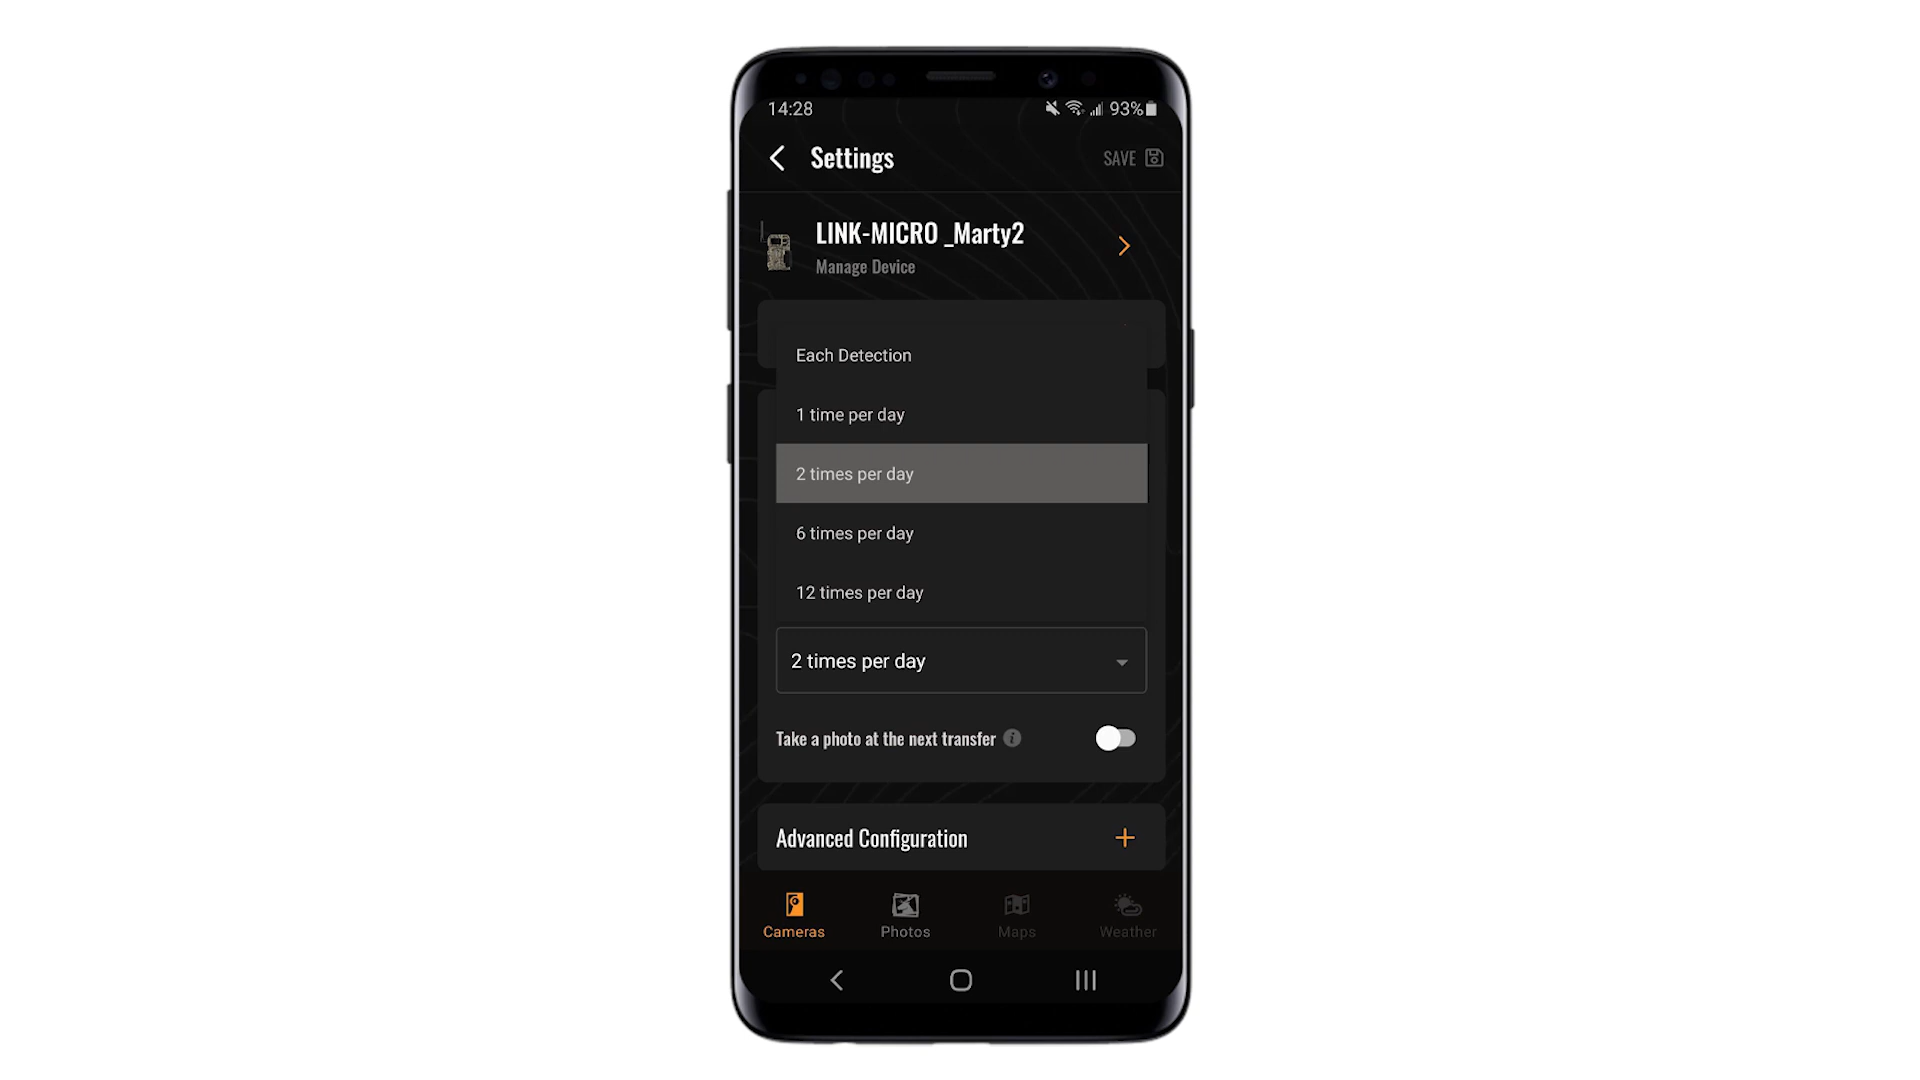 14:28
93%
Settings
SAVE
LINK-MICRO _Marty2
Manage Device
Each Detection
1 time per day
2 times per day
6 times per day
12 times per day
2 times per day
Take a photo at the next transfer
Advanced Configuration
Cameras
Photos
Maps
Weather